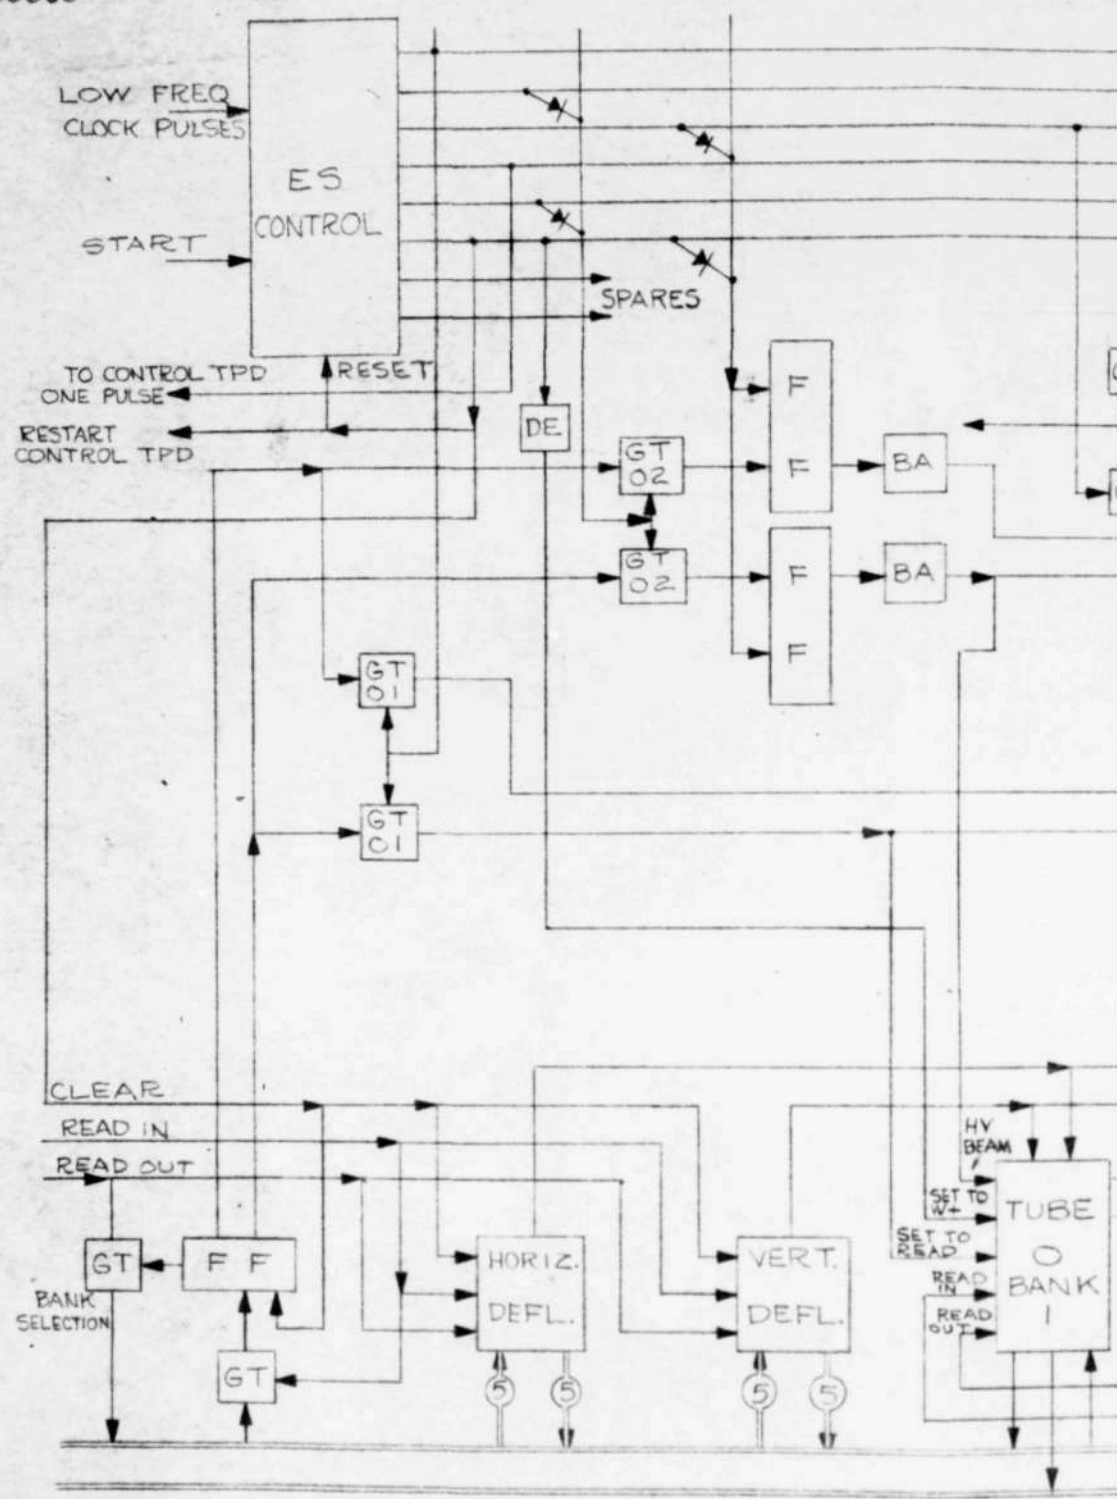 LOW FREQ
CLOCK PULSES
ES
CONTROL
START
SPARES
TO CONTROL TPD
ONE PULSE
RESET
RESTART
CONTROL TPD
DE
GT
02
F
F
BA
GT
02
F
F
BA
GT
01
GT
01
CLEAR
READ IN
READ OUT
HV
BEAM
SET TO
W+
SET TO
READ
READ
IN
READ
OUT
TUBE
0
BANK
1
GT
F F
BANK
SELECTION
GT
HORIZ.
DEFL.
VERT.
DEFL.
5
5
5
5